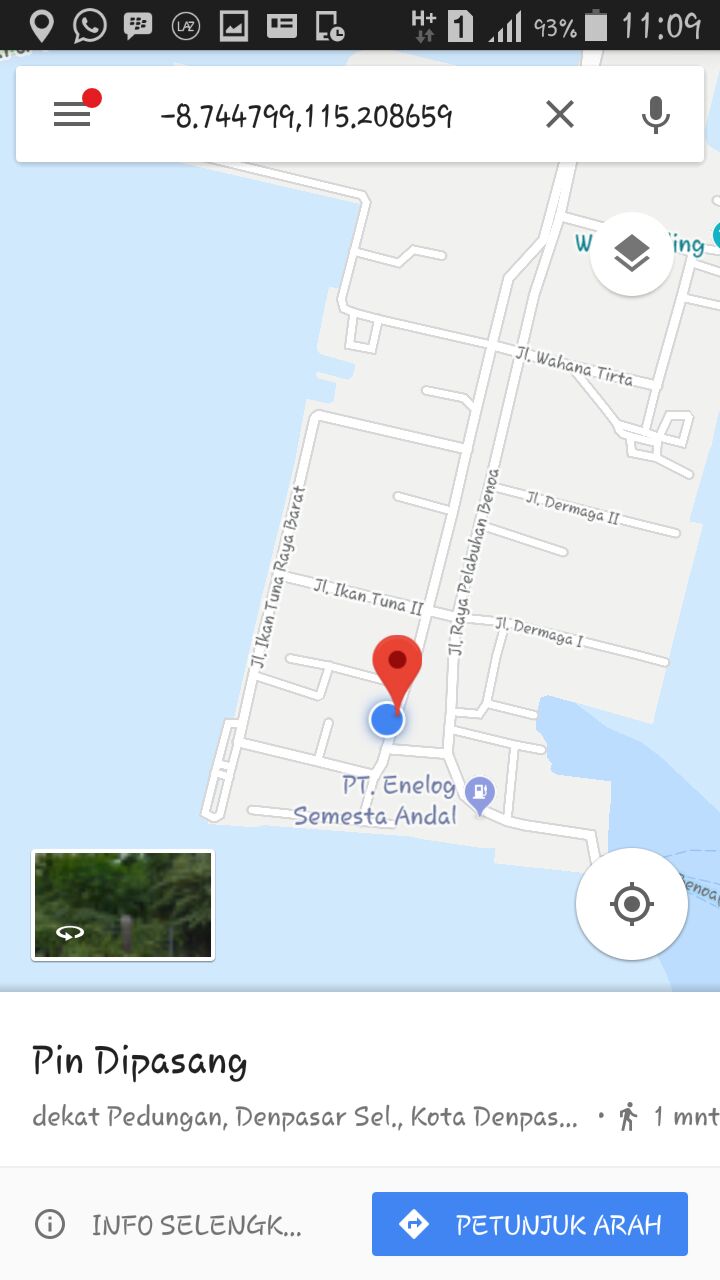 LAZ
H+
1
93%
11:09
-8.744799,115.208659
W
ing
Jl. Wahana Tirta
Jl. Raya Pelabuhan Benoa
Jl. Dermaga II
Jl. Ikan Tuna Raya Barat
Jl. Ikan Tuna II
Jl. Dermaga I
PT. Enelog
Semesta Andal
Benoa
Pin Dipasang
dekat Pedungan, Denpasar Sel., Kota Denpas... · 1 mnt
INFO SELENGK...
PETUNJUK ARAH